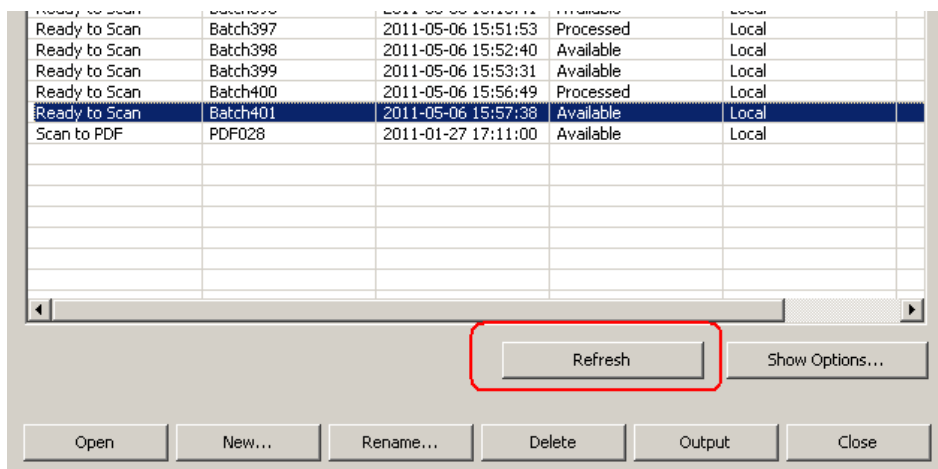 Ready to Scan Batch397 2011-05-06 15:51:53 Processed Local
Ready to Scan Batch398 2011-05-06 15:52:40 Available Local
Ready to Scan Batch399 2011-05-06 15:53:31 Available Local
Ready to Scan Batch400 2011-05-06 15:56:49 Processed Local
Ready to Scan Batch401 2011-05-06 15:57:38 Available Local
Scan to PDF PDF028 2011-01-27 17:11:00 Available Local
Refresh Show Options...
Open New... Rename... Delete Output Close